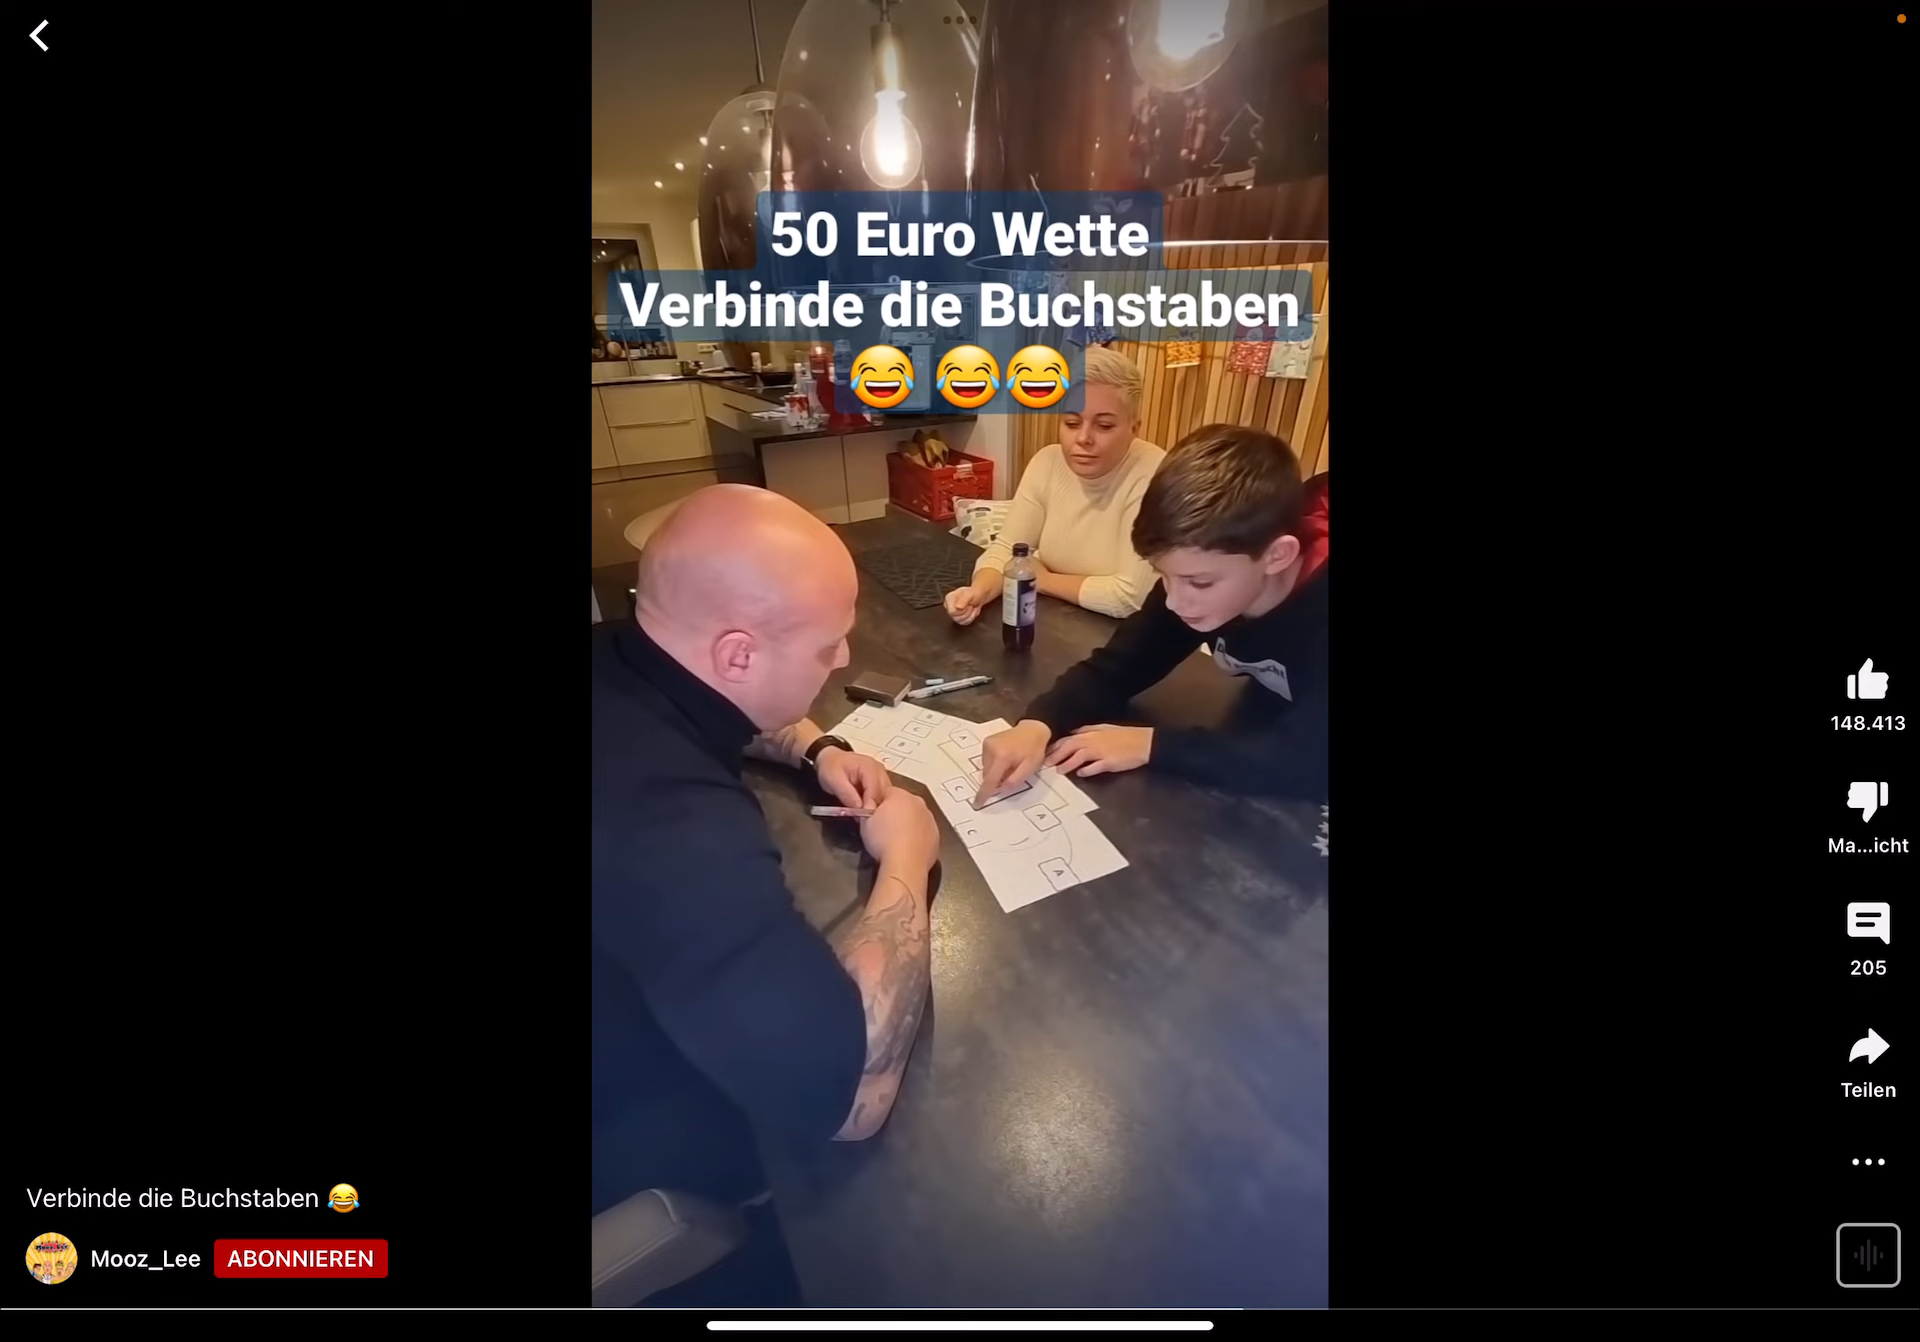 50 Euro Wette
Verbinde die Buchstaben
😂 😂😂
A
B
C
B
C
A
C
A
C
A
148.413
Ma...icht
205
Teilen
Verbinde die Buchstaben 😂
Mooz_Lee
ABONNIEREN